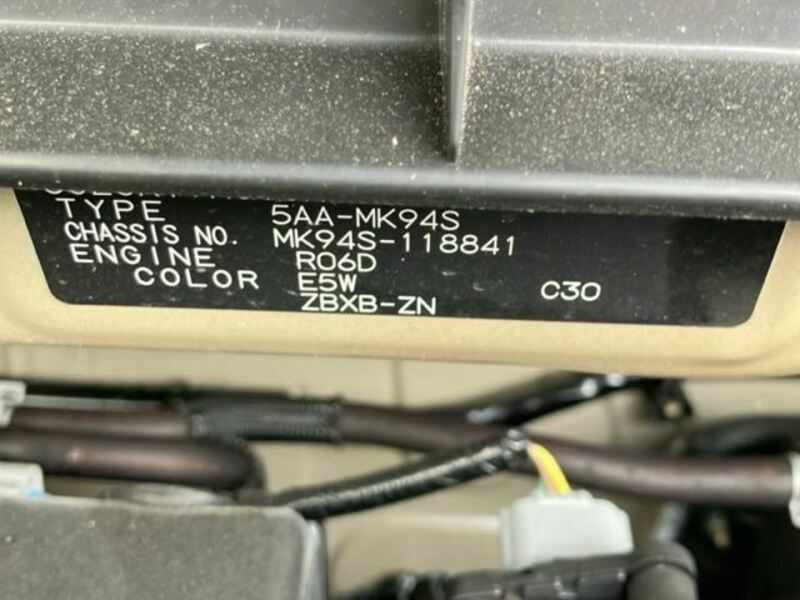 TYPE 5AA-MK94S
CHASSIS NO. MK94S-118841
ENGINE R06D
COLOR E5W C30
ZBXB-ZN